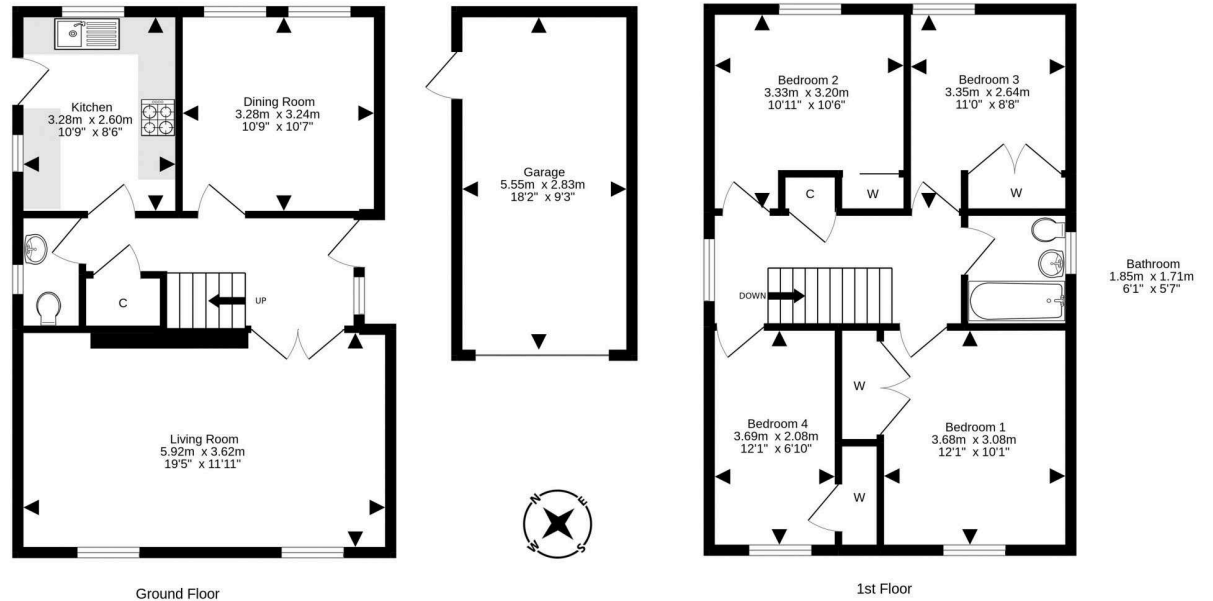 Kitchen
3.28m x 2.60m
10'9" x 8'6"
Dining Room
3.28m x 3.24m
10'9" x 10'7"
C
UP
Living Room
5.92m x 3.62m
19'5" x 11'11"
Ground Floor
Garage
5.55m x 2.83m
18'2" x 9'3"
N
E
W
S
Bedroom 2
3.33m x 3.20m
10'11" x 10'6"
Bedroom 3
3.35m x 2.64m
11'0" x 8'8"
C
W
W
DOWN
Bathroom
1.85m x 1.71m
6'1" x 5'7"
W
Bedroom 4
3.69m x 2.08m
12'1" x 6'10"
Bedroom 1
3.68m x 3.08m
12'1" x 10'1"
W
1st Floor